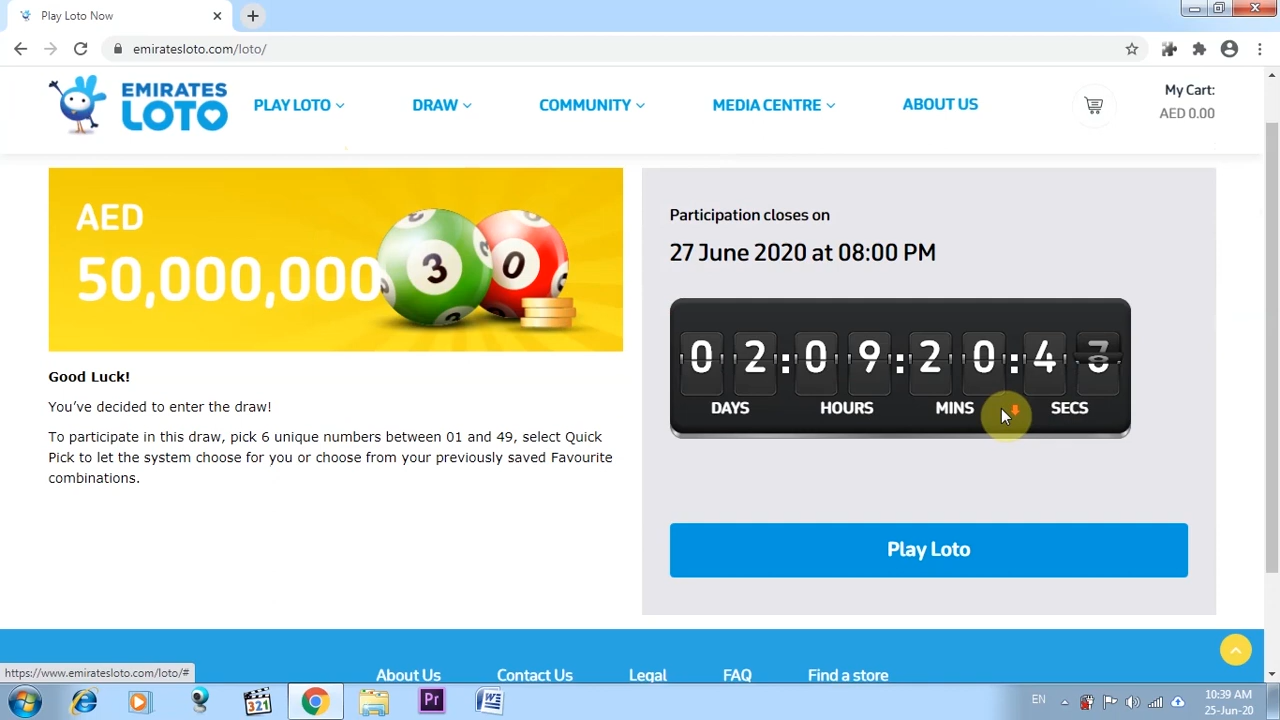 Play Loto Now
emiratesloto.com/loto/
EMIRATES
LOTO
PLAY LOTO
DRAW
COMMUNITY
MEDIA CENTRE
ABOUT US
My Cart:
AED 0.00
AED
50,000,000
3
0
Good Luck!
You've decided to enter the draw!
To participate in this draw, pick 6 unique numbers between 01 and 49, select Quick
Pick to let the system choose for you or choose from your previously saved Favourite
combinations.
Participation closes on
27 June 2020 at 08:00 PM
0 2 : 0 9 : 2 0 : 4
DAYS HOURS MINS SECS
Play Loto
About Us
Contact Us
Legal
FAQ
Find a store
https://www.emiratesloto.com/loto/#
321
Pr
W
EN
10:39 AM
25-Jun-20